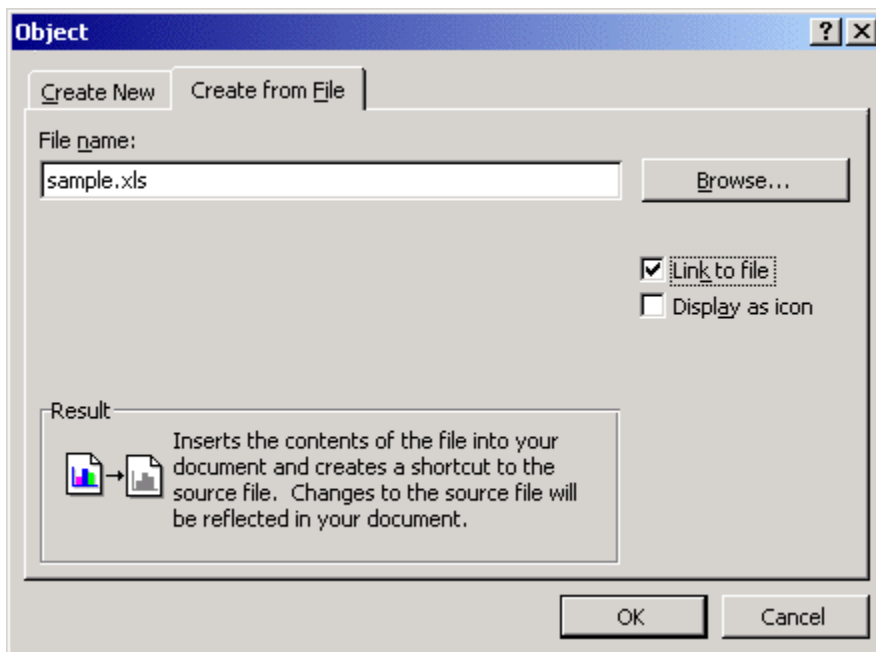 Object
Create New
Create from File
File name:
sample.xls
Browse...
Link to file
Display as icon
Result
Inserts the contents of the file into your
document and creates a shortcut to the
source file.  Changes to the source file will
be reflected in your document.
OK
Cancel